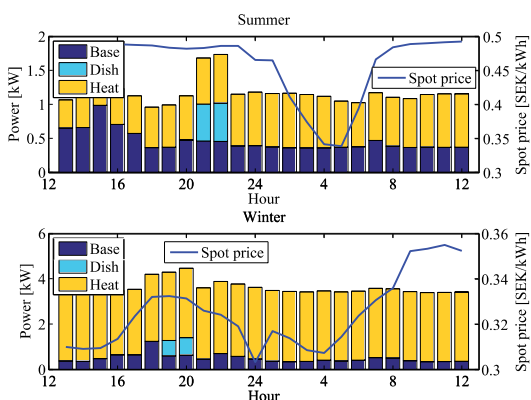 Summer
2
1.5
1
0.5
0
Power [kW]
Base
Dish
Heat
Spot price
0.5
0.45
0.4
0.35
0.3
Spot price [SEK/kWh]
12 16 20 24 4 8 12
Hour
Winter
6
4
2
0
Power [kW]
Base
Dish
Heat
Spot price
0.36
0.34
0.32
0.3
Spot price [SEK/kWh]
12 16 20 24 4 8 12
Hour